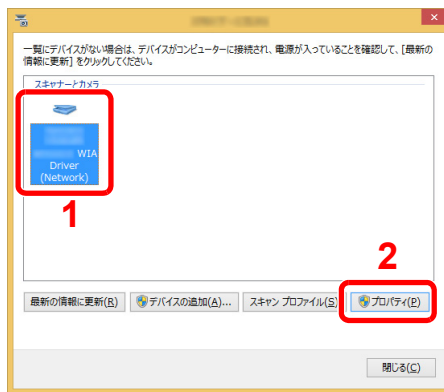 一覧にデバイスがない場合は、デバイスがコンピューターに接続され、電源が入っていることを確認して、[最新の
情報に更新] をクリックしてください。
スキャナーとカメラ
WIA
Driver
(Network)
1
2
最新の情報に更新(R)
デバイスの追加(A)...
スキャン プロファイル(S)
プロパティ(P)
閉じる(C)